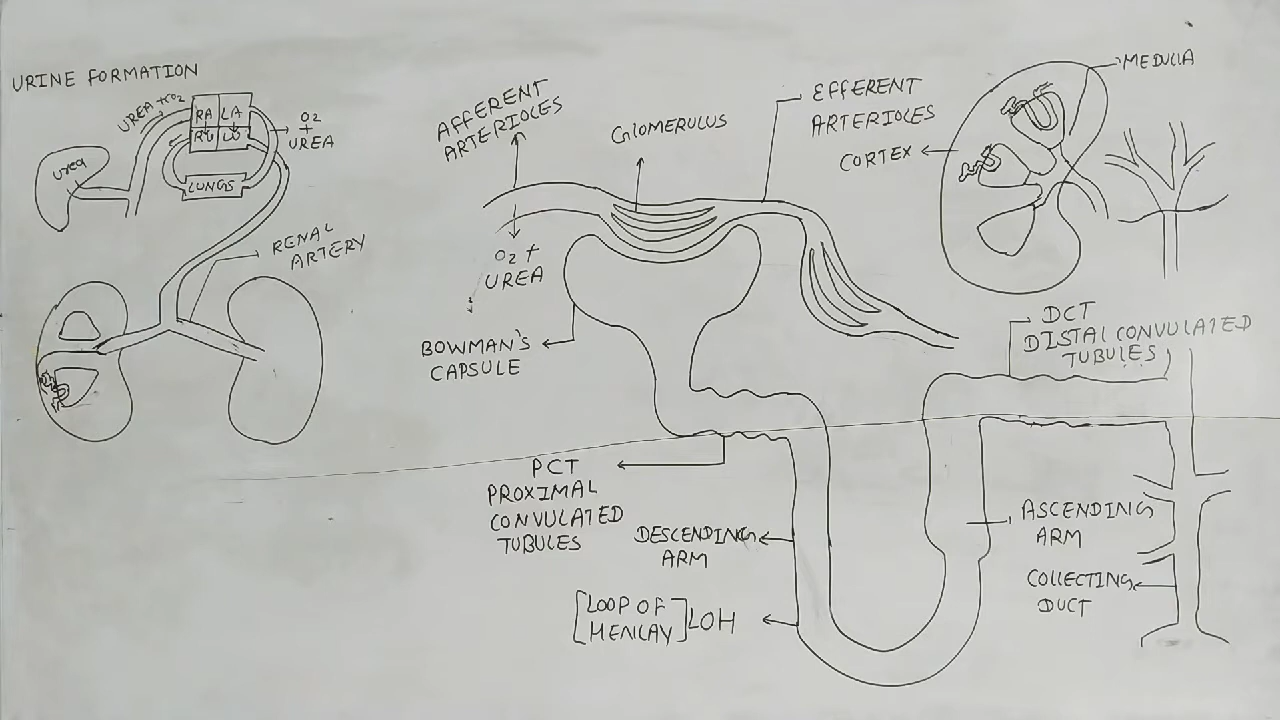 URINE FORMATION
UREA + CO2
RA LA
RV LV
O2
+
UREA
urea
LUNGS
RENAL
ARTERY
AFFERENT
ARTERIOLES
GLOMERULUS
EFFERENT
ARTERIOLES
CORTEX
MEDULLA
O2 +
UREA
BOWMAN'S
CAPSULE
DCT
DISTAL CONVULATED
TUBULES
PCT
PROXIMAL
CONVULATED
TUBULES
DESCENDING
ARM
[LOOP OF
HENLAY] LOH
ASCENDING
ARM
COLLECTING
DUCT